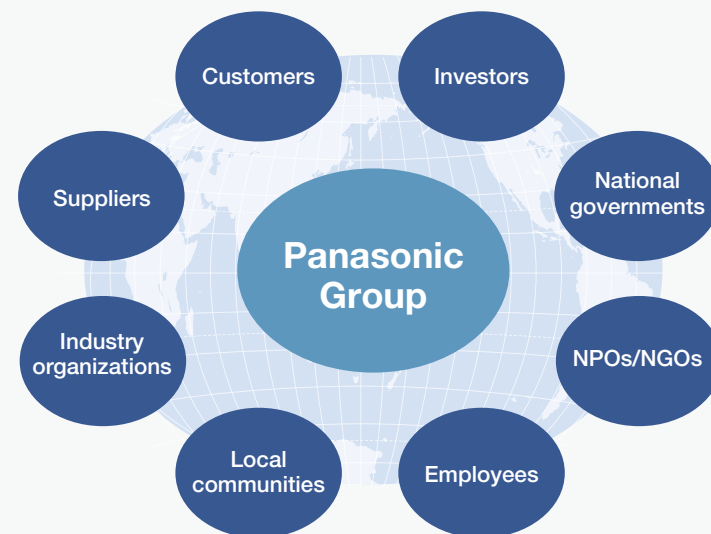 Customers
Investors
Suppliers
National
governments
Panasonic
Group
Industry
organizations
NPOs/NGOs
Local
communities
Employees